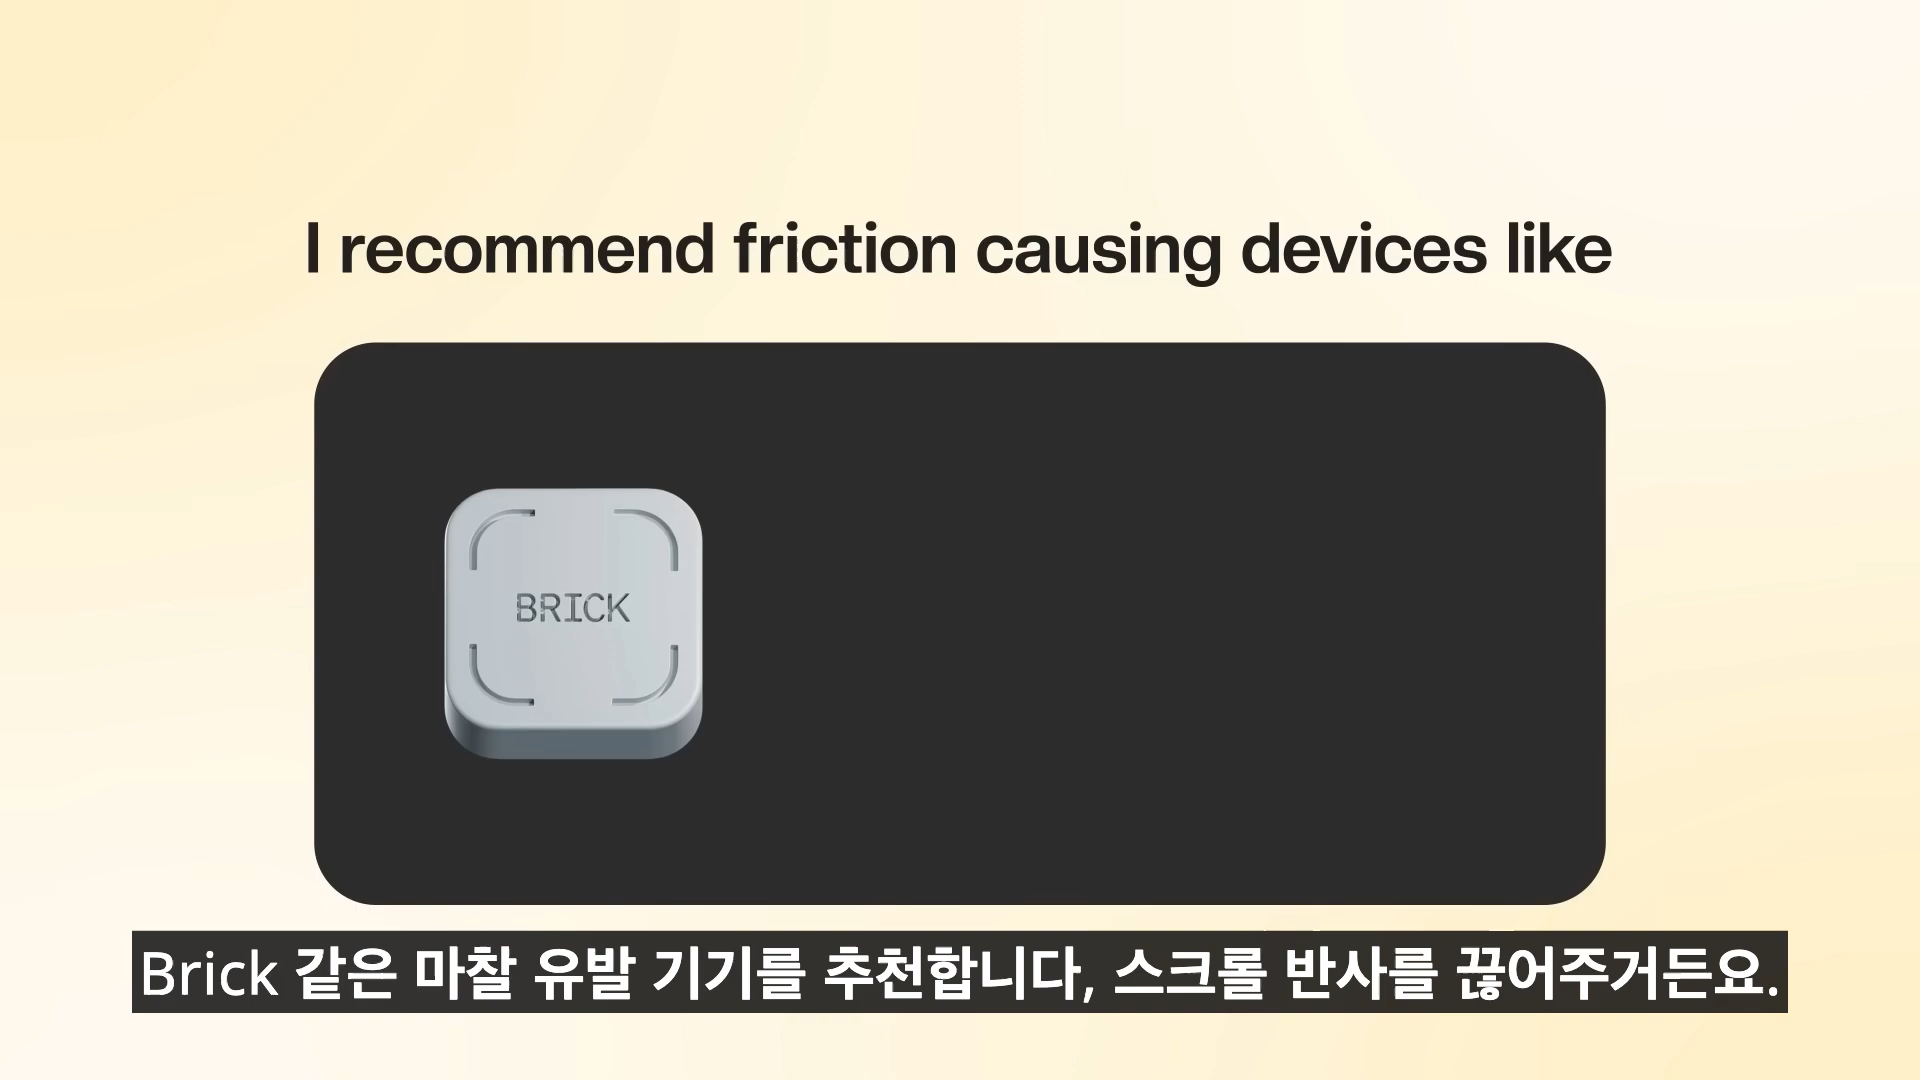 I recommend friction causing devices like
BRICK
Brick 같은 마찰 유발 기기를 추천합니다, 스크롤 반사를 끊어주거든요.